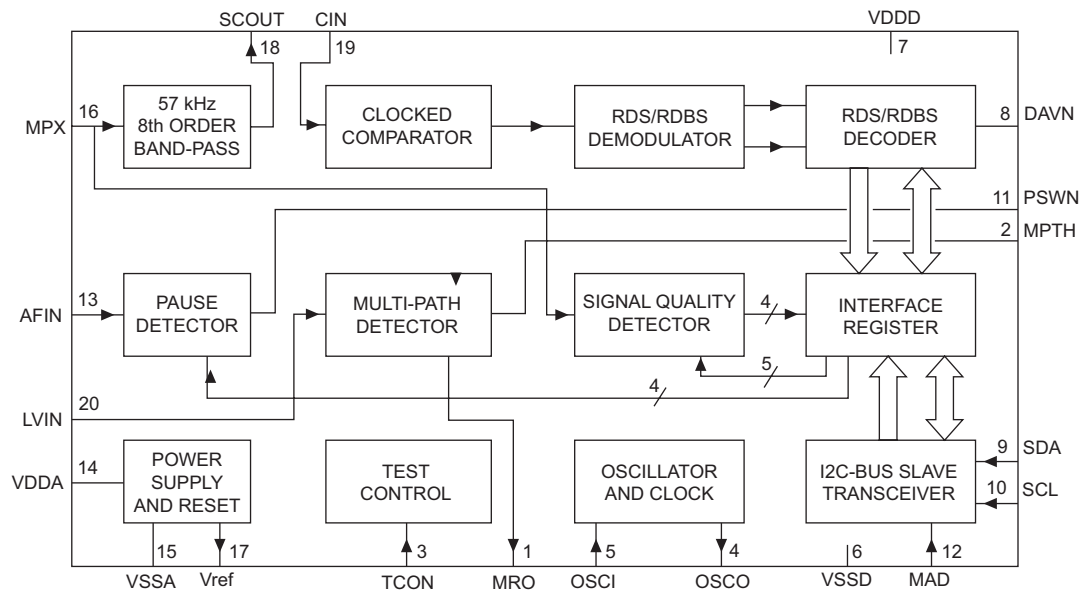 SCOUT CIN VDDD
18 19 7
16
MPX
57 kHz
8th ORDER
BAND-PASS
CLOCKED
COMPARATOR
RDS/RDBS
DEMODULATOR
RDS/RDBS
DECODER
8 DAVN
11 PSWN
2 MPTH
13
AFIN
PAUSE
DETECTOR
MULTI-PATH
DETECTOR
SIGNAL QUALITY
DETECTOR
4
INTERFACE
REGISTER
5
4
20
LVIN
14
VDDA
POWER
SUPPLY
AND RESET
TEST
CONTROL
OSCILLATOR
AND CLOCK
I2C-BUS SLAVE
TRANSCEIVER
9 SDA
10 SCL
15 17 3 1 5 4 6 12
VSSA Vref TCON MRO OSCI OSCO VSSD MAD